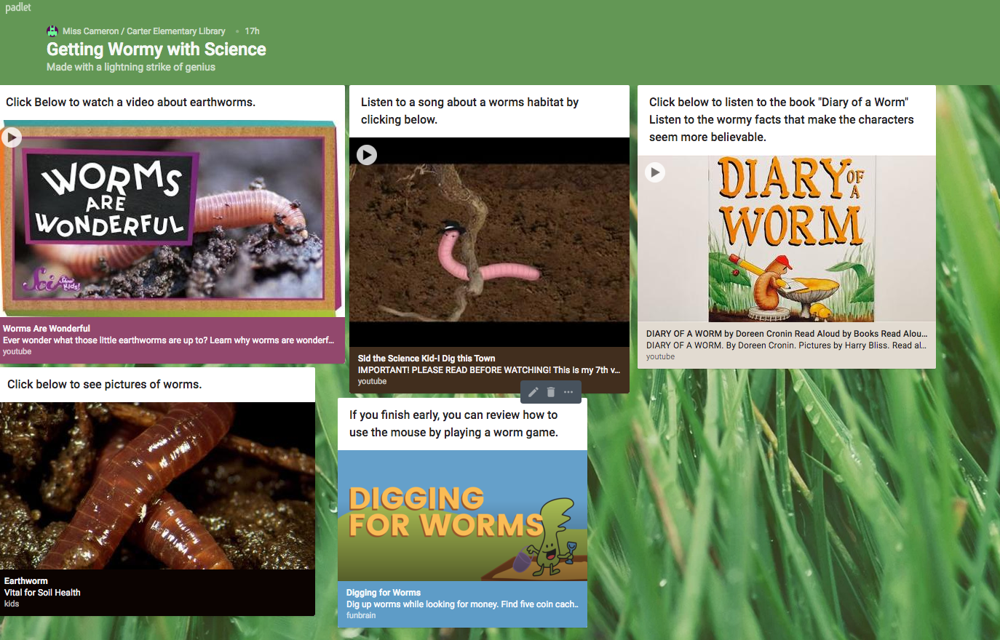 padlet
Miss Cameron / Carter Elementary Library • 17h
Getting Wormy with Science
Made with a lightning strike of genius
Click Below to watch a video about earthworms.
WORMS
ARE
WONDERFUL
Sci Show Kids!
Worms Are Wonderful
Ever wonder what those little earthworms are up to? Learn why worms are wonderf...
youtube
Listen to a song about a worms habitat by
clicking below.
Sid the Science Kid-I Dig this Town
IMPORTANT! PLEASE READ BEFORE WATCHING! This is my 7th v...
youtube
Click below to listen to the book "Diary of a Worm"
Listen to the wormy facts that make the characters
seem more believable.
DIARY OF A
WORM
DIARY OF A WORM by Doreen Cronin Read Aloud by Books Read Alou...
DIARY OF A WORM. By Doreen Cronin. Pictures by Harry Bliss. Read al...
youtube
Click below to see pictures of worms.
Earthworm
Vital for Soil Health
kids
If you finish early, you can review how to
use the mouse by playing a worm game.
DIGGING
FOR WORMS
Digging for Worms
Dig up worms while looking for money. Find five coin cach..
funbrain